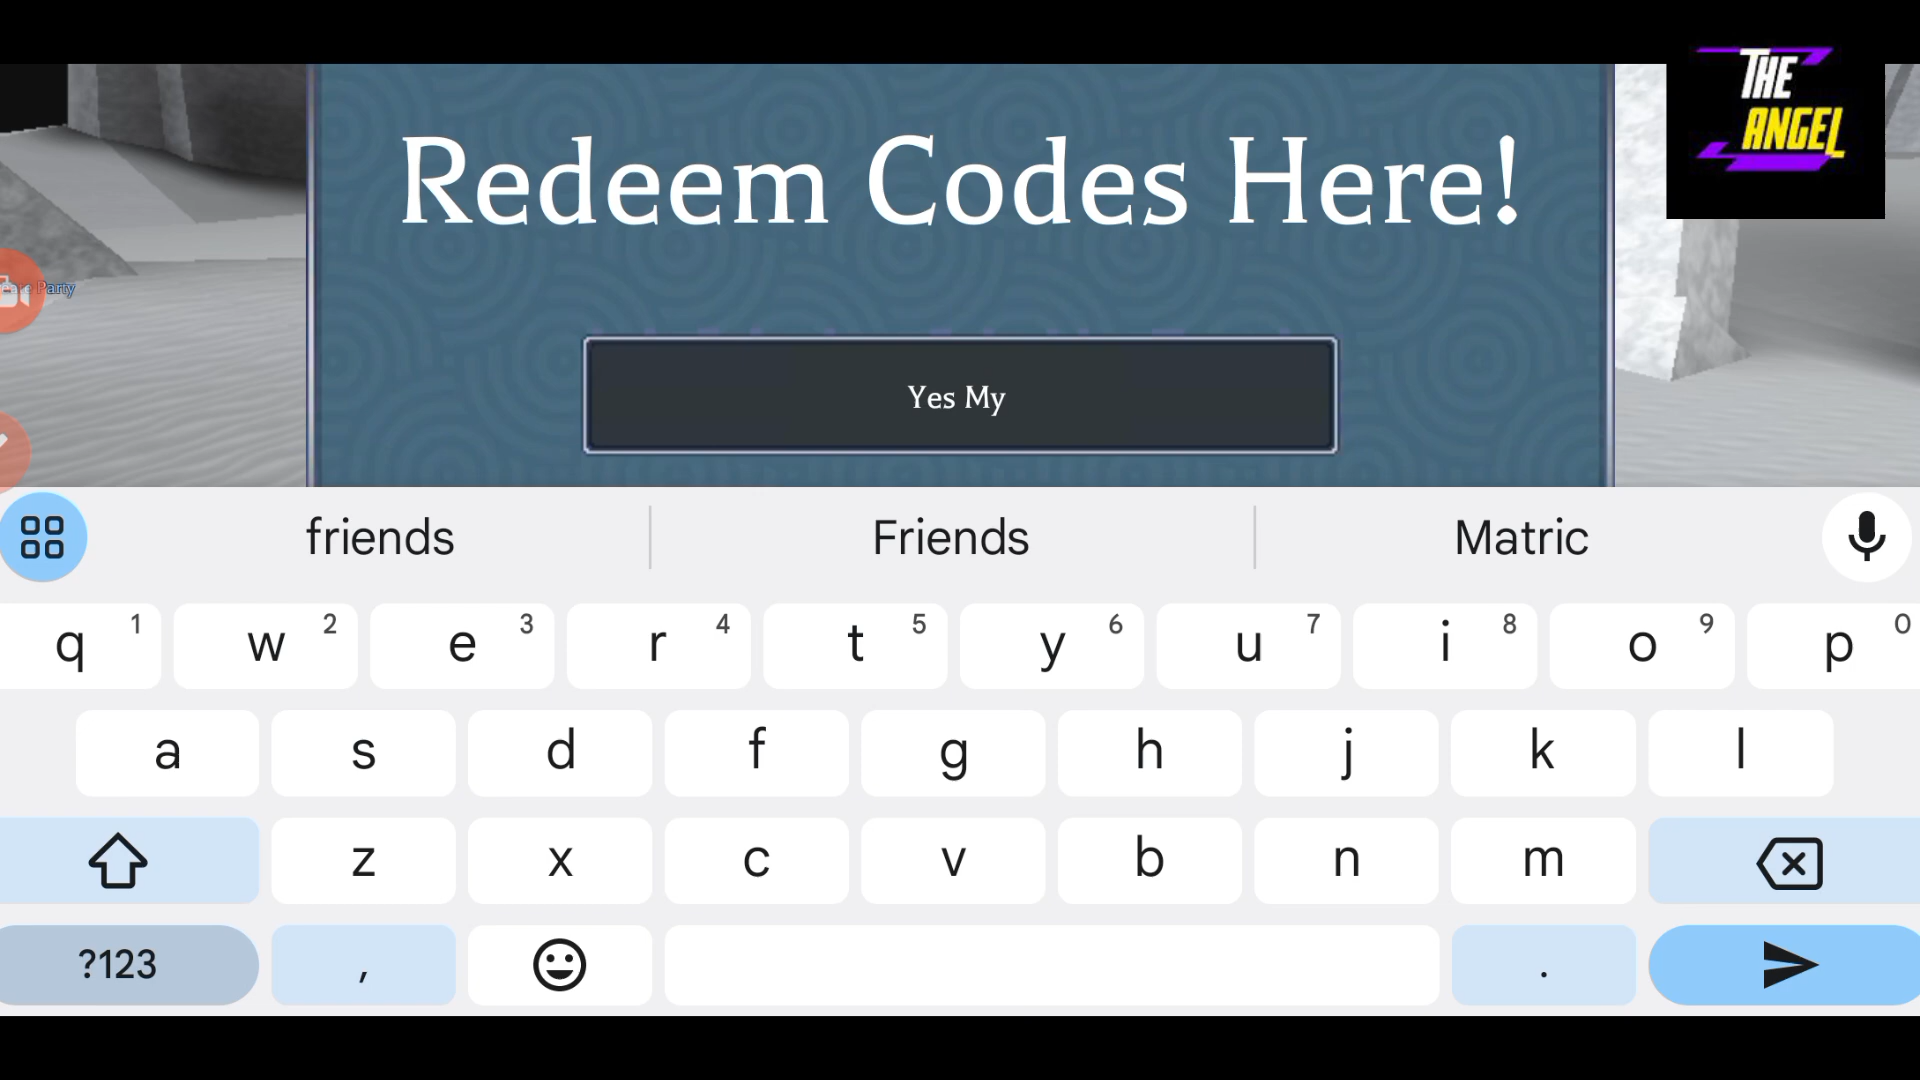 THE
ANGEL
Redeem Codes Here!
Party
Yes My
friends Friends Matric
q 1 w 2 e 3 r 4 t 5 y 6 u 7 i 8 o 9 p 0
a s d f g h j k l
z x c v b n m
?123 , .